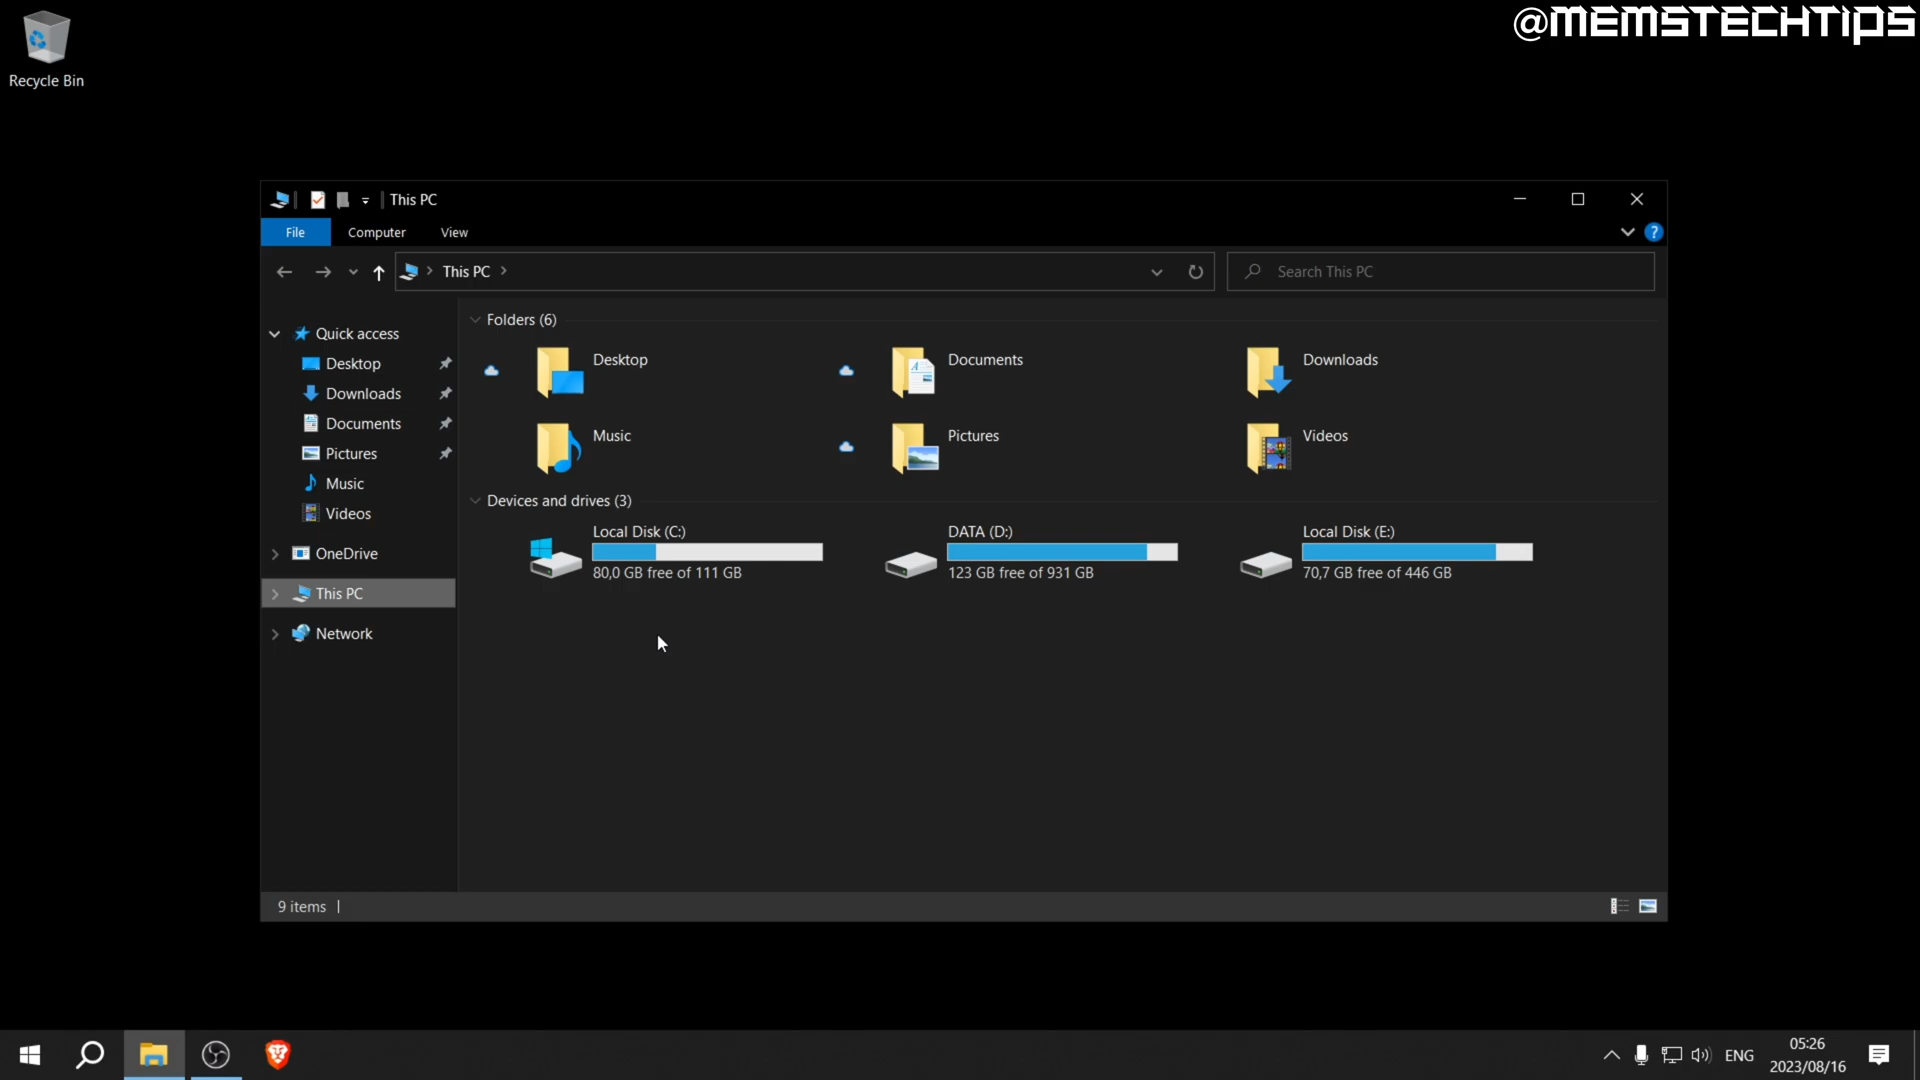 @MEMSTECHTIPS
Recycle Bin
This PC
File
Computer
View
?
This PC
Search This PC
Quick access
Desktop
Downloads
Documents
Pictures
Music
Videos
OneDrive
This PC
Network
Folders (6)
Desktop
Documents
Downloads
Music
Pictures
Videos
Devices and drives (3)
Local Disk (C:)
80,0 GB free of 111 GB
DATA (D:)
123 GB free of 931 GB
Local Disk (E:)
70,7 GB free of 446 GB
9 items
ENG
05:26
2023/08/16